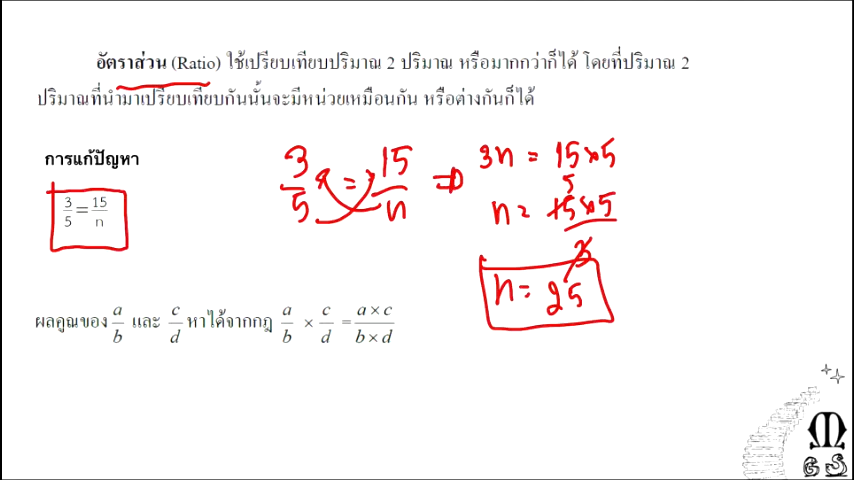 อัตราส่วน (Ratio) ใช้เปรียบเทียบปริมาณ 2 ปริมาณ หรือมากกว่าก็ได้ โดยที่ปริมาณ 2
ปริมาณที่นำมาเปรียบเทียบกันนั้นจะมีหน่วยเหมือนกัน หรือต่างกันก็ได้
การแก้ปัญหา
3/5 = 15/n
3/5 = 15/n ⇒ 3n = 15×5
n = 15×5/3
5
n = 25
ผลคูณของ a/b และ c/d หาได้จากกฎ a/b × c/d = a×c/b×d